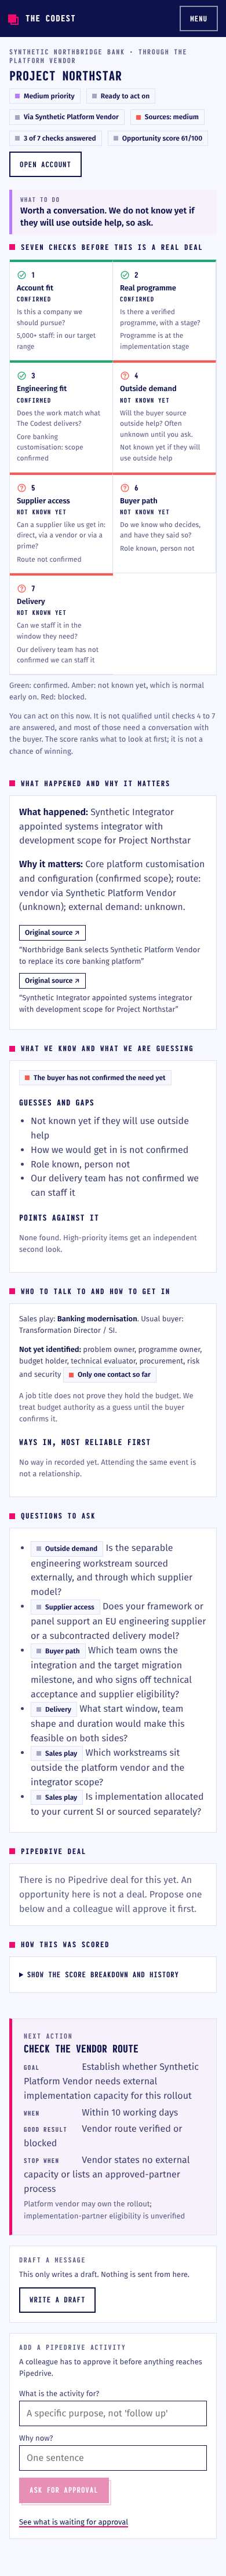 THE CODEST
MENU
SYNTHETIC NORTHBRIDGE BANK · THROUGH THE
PLATFORM VENDOR
PROJECT NORTHSTAR
Medium priority
Ready to act on
Via Synthetic Platform Vendor
Sources: medium
3 of 7 checks answered
Opportunity score 61/100
OPEN ACCOUNT
WHAT TO DO
Worth a conversation. We do not know yet if
they will use outside help, so ask.
SEVEN CHECKS BEFORE THIS IS A REAL DEAL
1
Account fit
CONFIRMED
Is this a company we
should pursue?
5,000+ staff: in our target
range
2
Real programme
CONFIRMED
Is there a verified
programme, with a stage?
Programme is at the
implementation stage
3
Engineering fit
CONFIRMED
Does the work match what
The Codest delivers?
Core banking
customisation: scope
confirmed
4
Outside demand
NOT KNOWN YET
Will the buyer source
outside help? Often
unknown until you ask.
Not known yet if they will
use outside help
5
Supplier access
NOT KNOWN YET
Can a supplier like us get in:
direct, via a vendor or via a
prime?
Route not confirmed
6
Buyer path
NOT KNOWN YET
Do we know who decides,
and have they said so?
Role known, person not
7
Delivery
NOT KNOWN YET
Can we staff it in the
window they need?
Our delivery team has not
confirmed we can staff it
Green: confirmed. Amber: not known yet, which is normal
early on. Red: blocked.
You can act on this now. It is not qualified until checks 4 to 7
are answered, and most of those need a conversation with
the buyer. The score ranks what to look at first; it is not a
chance of winning.
WHAT HAPPENED AND WHY IT MATTERS
What happened: Synthetic Integrator
appointed systems integrator with
development scope for Project Northstar
Why it matters: Core platform customisation
and configuration (confirmed scope); route:
vendor via Synthetic Platform Vendor
(unknown); external demand: unknown.
Original source ↗
“Northbridge Bank selects Synthetic Platform Vendor
to replace its core banking platform”
Original source ↗
“Synthetic Integrator appointed systems integrator
with development scope for Project Northstar”
WHAT WE KNOW AND WHAT WE ARE GUESSING
The buyer has not confirmed the need yet
GUESSES AND GAPS
• Not known yet if they will use outside
help
• How we would get in is not confirmed
• Role known, person not
• Our delivery team has not confirmed we
can staff it
POINTS AGAINST IT
None found. High-priority items get an independent
second look.
WHO TO TALK TO AND HOW TO GET IN
Sales play: Banking modernisation. Usual buyer:
Transformation Director / SI.
Not yet identified: problem owner, programme owner,
budget holder, technical evaluator, procurement, risk
and security Only one contact so far
A job title does not prove they hold the budget. We
treat budget authority as a guess until the buyer
confirms it.
WAYS IN, MOST RELIABLE FIRST
No way in recorded yet. Attending the same event is
not a relationship.
QUESTIONS TO ASK
• Outside demand Is the separable
engineering workstream sourced
externally, and through which supplier
model?
• Supplier access Does your framework or
panel support an EU engineering supplier
or a subcontracted delivery model?
• Buyer path Which team owns the
integration and the target migration
milestone, and who signs off technical
acceptance and supplier eligibility?
• Delivery What start window, team
shape and duration would make this
feasible on both sides?
• Sales play Which workstreams sit
outside the platform vendor and the
integrator scope?
• Sales play Is implementation allocated
to your current SI or sourced separately?
PIPEDRIVE DEAL
There is no Pipedrive deal for this yet. An
opportunity here is not a deal. Propose one
below and a colleague will approve it first.
HOW THIS WAS SCORED
▶ SHOW THE SCORE BREAKDOWN AND HISTORY
NEXT ACTION
CHECK THE VENDOR ROUTE
GOAL Establish whether Synthetic
Platform Vendor needs external
implementation capacity for this rollout
WHEN Within 10 working days
GOOD RESULT Vendor route verified or
blocked
STOP WHEN Vendor states no external
capacity or lists an approved-partner
process
Platform vendor may own the rollout;
implementation-partner eligibility is unverified
DRAFT A MESSAGE
This only writes a draft. Nothing is sent from here.
WRITE A DRAFT
ADD A PIPEDRIVE ACTIVITY
A colleague has to approve it before anything reaches
Pipedrive.
What is the activity for?
A specific purpose, not 'follow up'
Why now?
One sentence
ASK FOR APPROVAL
See what is waiting for approval